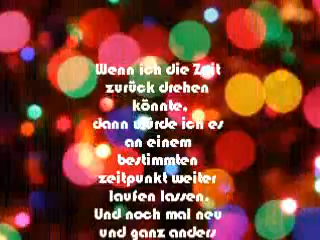 Wenn ich die Zeit
zurück drehen
könnte,
dann würde ich es
an einem
bestimmten
zeitpunkt weiter
laufen lassen.
Und noch mal neu
und ganz anders